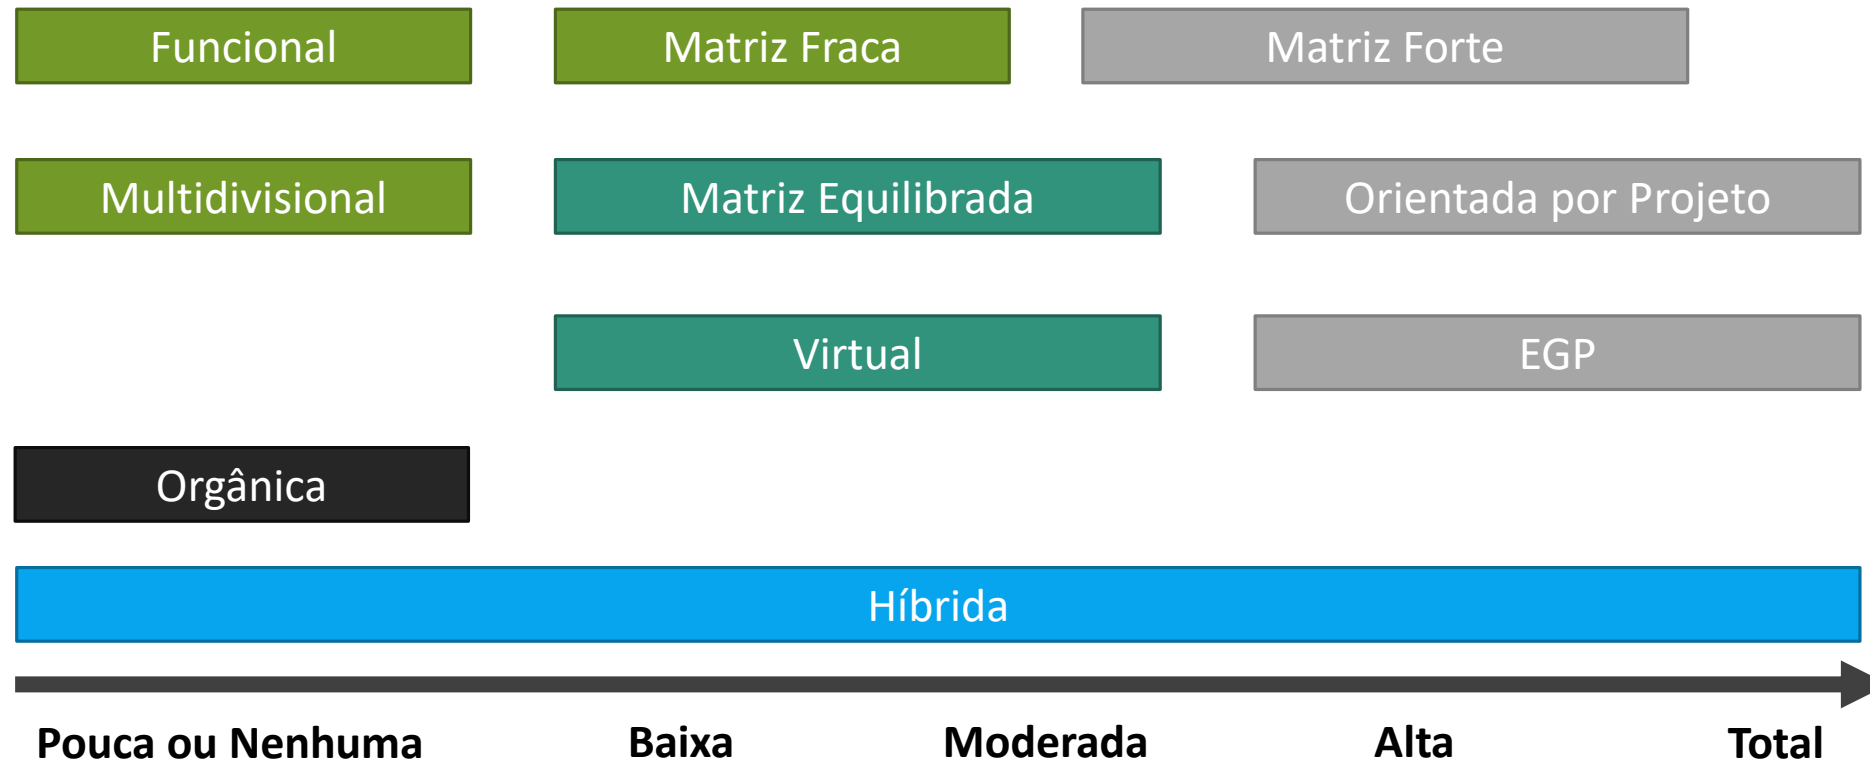 Funcional
Matriz Fraca
Matriz Forte
Multidivisional
Matriz Equilibrada
Orientada por Projeto
Virtual
EGP
Orgânica
Híbrida
Pouca ou Nenhuma
Baixa
Moderada
Alta
Total